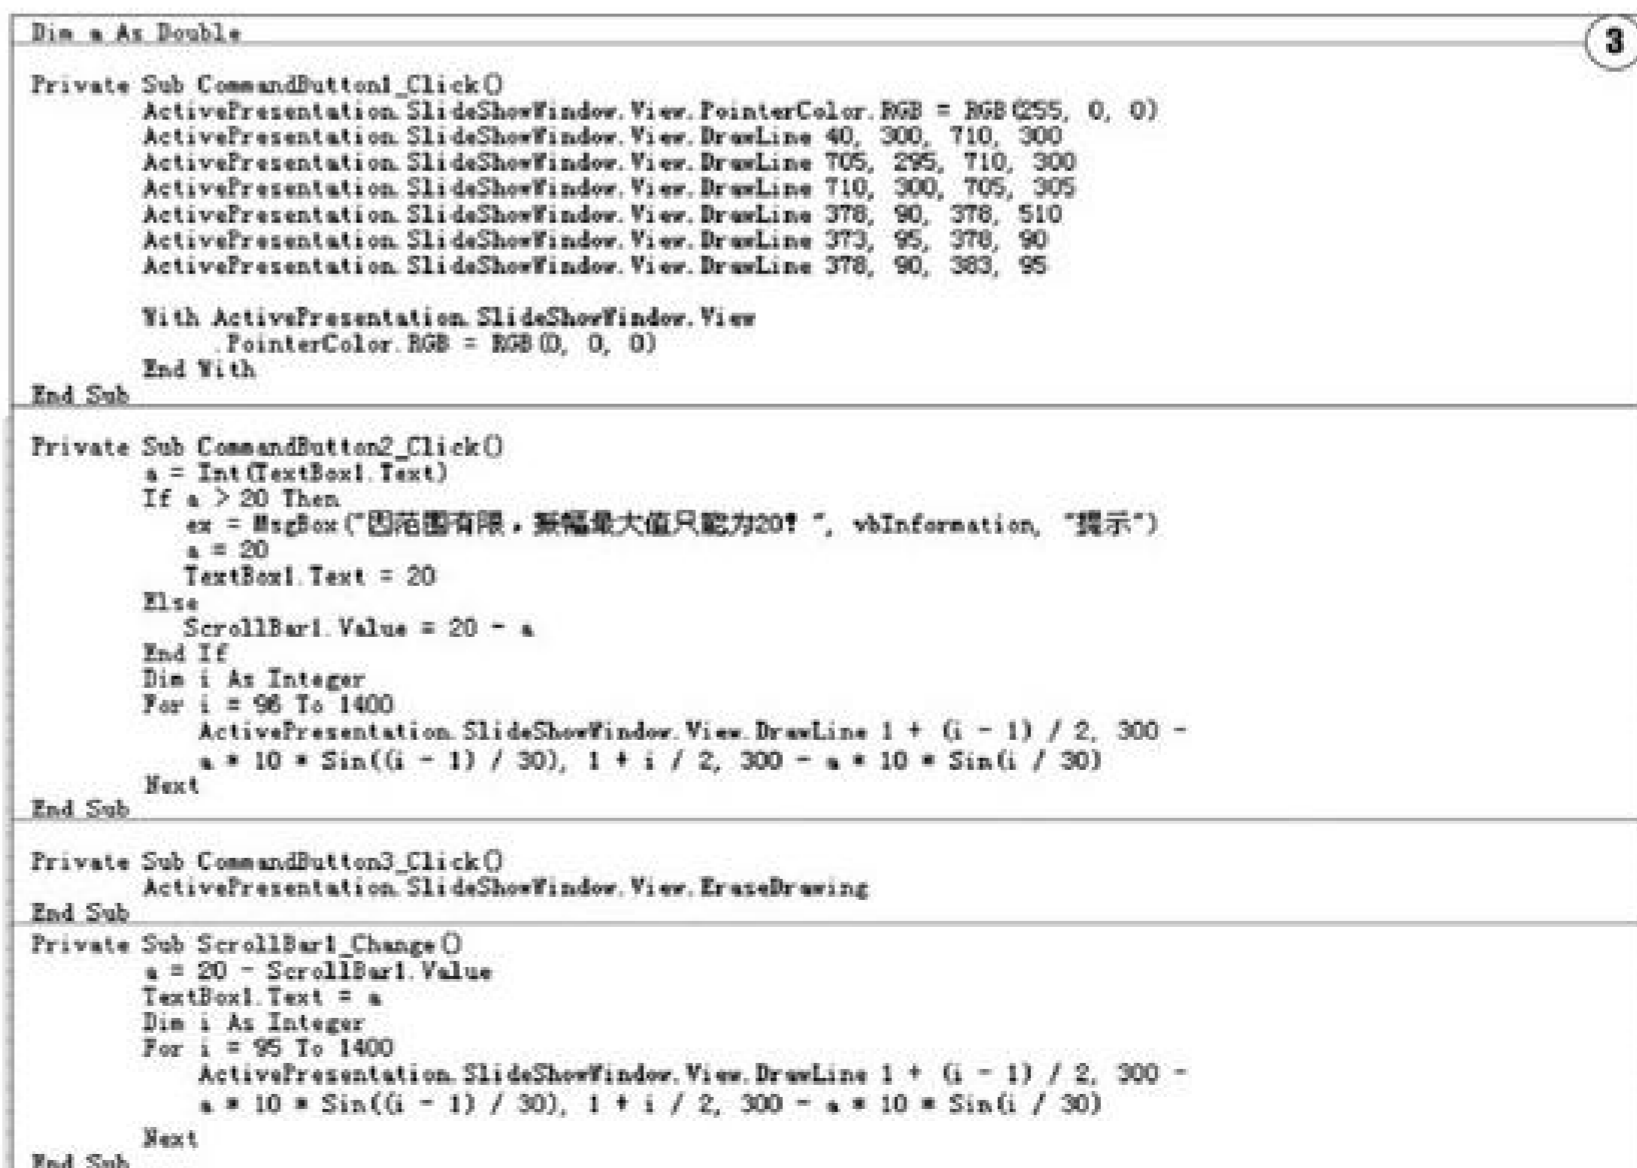 Dim a As Double
3
Private Sub CommandButton1_Click()
ActivePresentation.SlideShowWindow.View.PointerColor.RGB = RGB(255, 0, 0)
ActivePresentation.SlideShowWindow.View.DrawLine 40, 300, 710, 300
ActivePresentation.SlideShowWindow.View.DrawLine 705, 295, 710, 300
ActivePresentation.SlideShowWindow.View.DrawLine 710, 300, 705, 305
ActivePresentation.SlideShowWindow.View.DrawLine 378, 90, 378, 510
ActivePresentation.SlideShowWindow.View.DrawLine 373, 95, 378, 90
ActivePresentation.SlideShowWindow.View.DrawLine 378, 90, 383, 95
With ActivePresentation.SlideShowWindow.View
.PointerColor.RGB = RGB(0, 0, 0)
End With
End Sub
Private Sub CommandButton2_Click()
a = Int(TextBox1.Text)
If a > 20 Then
ex = MsgBox("因范围有限，振幅最大值只能为20！", vbInformation, "提示")
a = 20
TextBox1.Text = 20
Else
ScrollBar1.Value = 20 - a
End If
Dim i As Integer
For i = 96 To 1400
ActivePresentation.SlideShowWindow.View.DrawLine 1 + (i - 1) / 2, 300 -
a * 10 * Sin((i - 1) / 30), 1 + i / 2, 300 - a * 10 * Sin(i / 30)
Next
End Sub
Private Sub CommandButton3_Click()
ActivePresentation.SlideShowWindow.View.EraseDrawing
End Sub
Private Sub ScrollBar1_Change()
a = 20 - ScrollBar1.Value
TextBox1.Text = a
Dim i As Integer
For i = 95 To 1400
ActivePresentation.SlideShowWindow.View.DrawLine 1 + (i - 1) / 2, 300 -
a * 10 * Sin((i - 1) / 30), 1 + i / 2, 300 - a * 10 * Sin(i / 30)
Next
End Sub